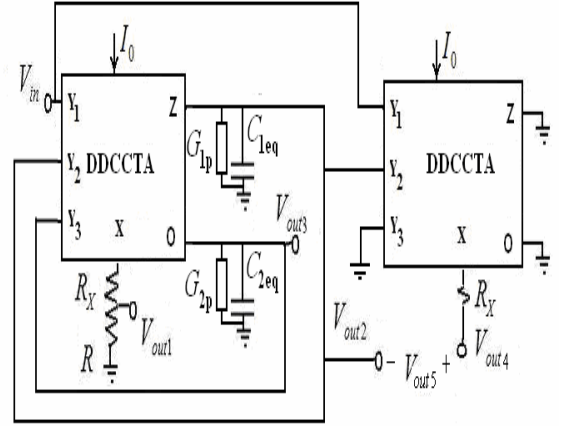 I0
I0
Vin
Y1
Z
Y1
Z
G1p
C1eq
Y2
DDCCTA
Y2
DDCCTA
Vout3
Y3
X
O
Y3
X
O
RX
G2p
C2eq
RX
Vout1
Vout2
Vout4
R
- Vout5 +